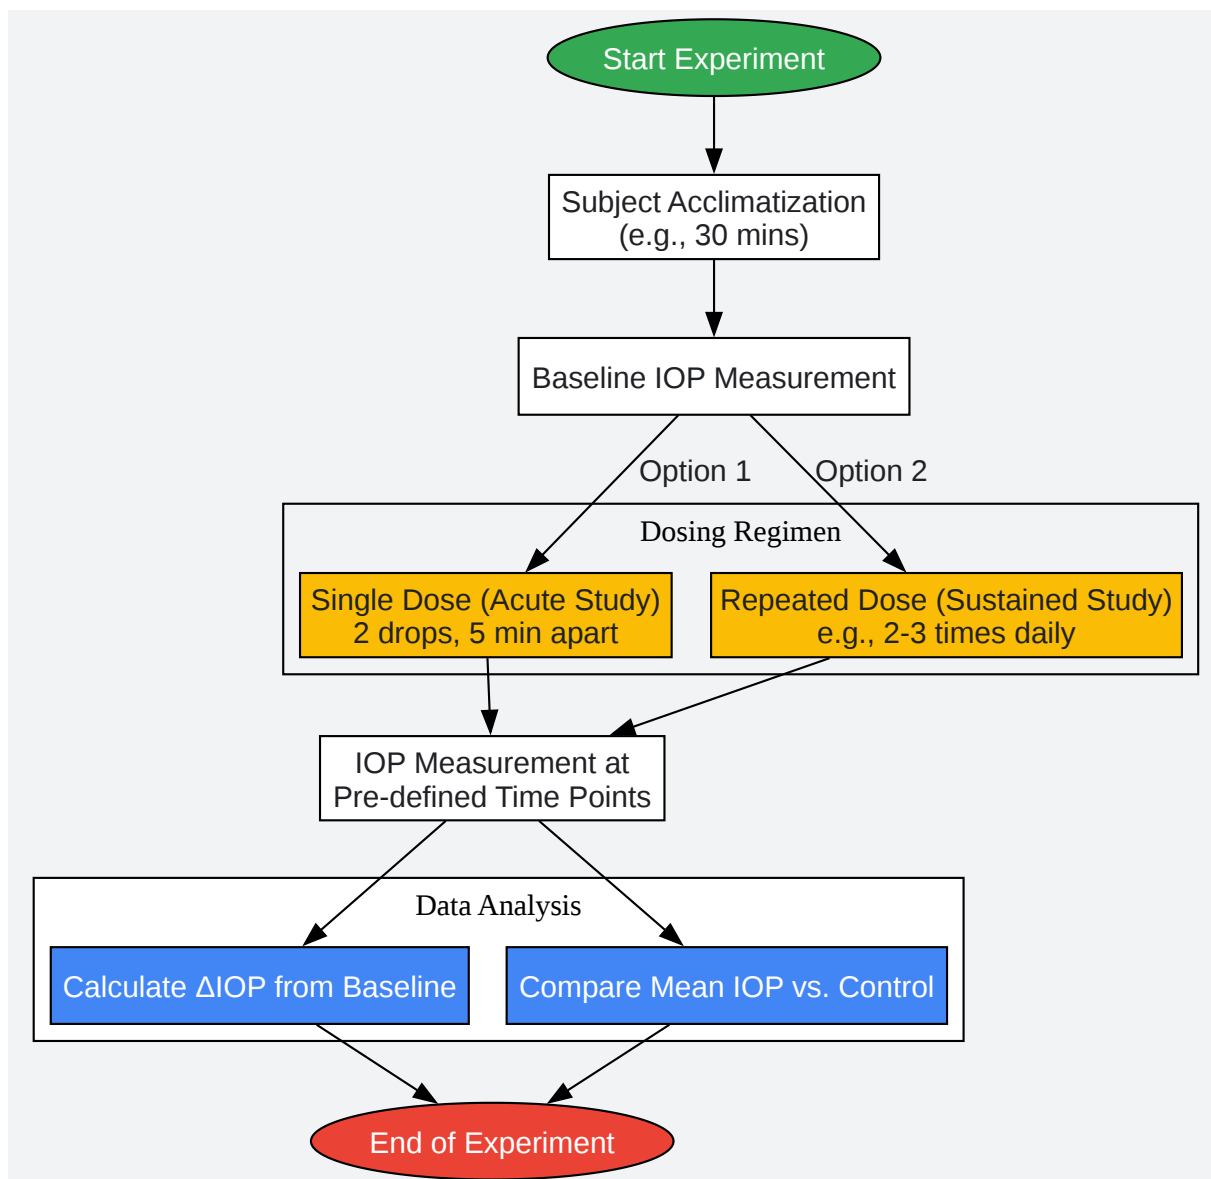 Start Experiment
Subject Acclimatization
(e.g., 30 mins)
Baseline IOP Measurement
Option 1
Option 2
Dosing Regimen
Single Dose (Acute Study)
2 drops, 5 min apart
Repeated Dose (Sustained Study)
e.g., 2-3 times daily
IOP Measurement at
Pre-defined Time Points
Data Analysis
Calculate ΔIOP from Baseline
Compare Mean IOP vs. Control
End of Experiment